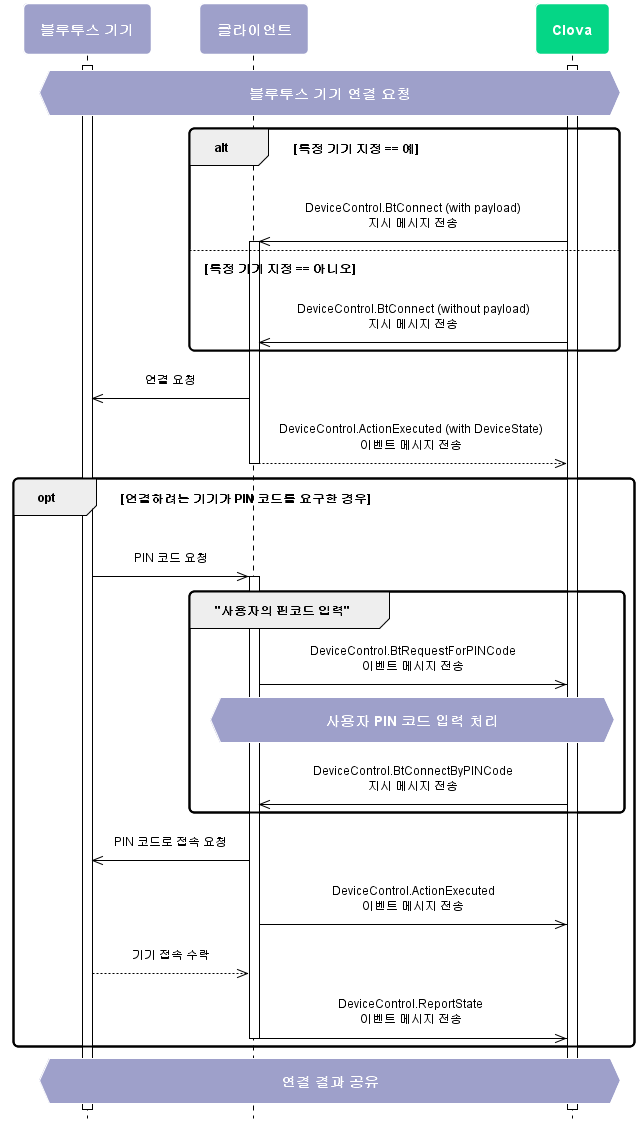 블루투스 기기
클라이언트
Clova
블루투스 기기 연결 요청
alt
[특정 기기 지정 == 예]
DeviceControl.BtConnect (with payload)
지시 메시지 전송
[특정 기기 지정 == 아니오]
DeviceControl.BtConnect (without payload)
지시 메시지 전송
연결 요청
DeviceControl.ActionExecuted (with DeviceState)
이벤트 메시지 전송
opt
[연결하려는 기기가 PIN 코드를 요구한 경우]
PIN 코드 요청
"사용자의 핀코드 입력"
DeviceControl.BtRequestForPINCode
이벤트 메시지 전송
사용자 PIN 코드 입력 처리
DeviceControl.BtConnectByPINCode
지시 메시지 전송
PIN 코드로 접속 요청
DeviceControl.ActionExecuted
이벤트 메시지 전송
기기 접속 수락
DeviceControl.ReportState
이벤트 메시지 전송
연결 결과 공유